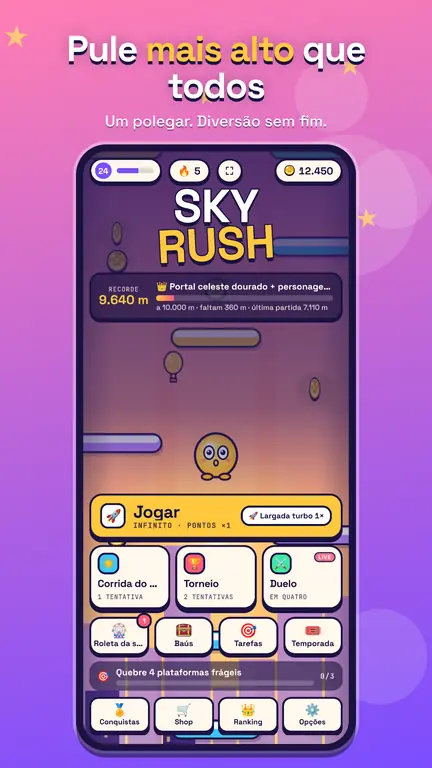 Pule mais alto que
todos
Um polegar. Diversão sem fim.
24
5
12.450
SKY
RUSH
RECORDE
9.640 m
Portal celeste dourado + personage...
a 10.000 m · faltam 360 m · última partida 7.110 m
Jogar
INFINITO · PONTOS ×1
Largada turbo 1×
LIVE
Corrida do ...
1 TENTATIVA
Torneio
2 TENTATIVAS
Duelo
EM QUATRO
1
Roleta da s...
Baús
Tarefas
Temporada
Quebre 4 plataformas frágeis
0/3
Conquistas
Shop
Ranking
Opções